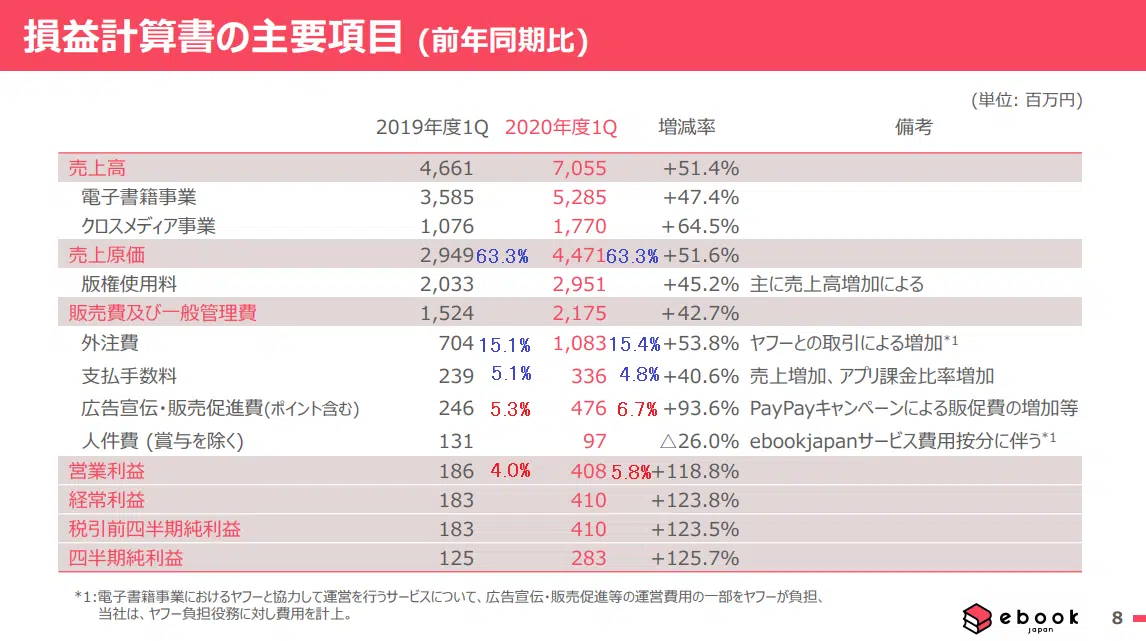 損益計算書の主要項目 (前年同期比)
(単位: 百万円)
2019年度1Q 2020年度1Q 増減率 備考
売上高 4,661 7,055 +51.4%
電子書籍事業 3,585 5,285 +47.4%
クロスメディア事業 1,076 1,770 +64.5%
売上原価 2,949 63.3% 4,471 63.3% +51.6%
版権使用料 2,033 2,951 +45.2% 主に売上高増加による
販売費及び一般管理費 1,524 2,175 +42.7%
外注費 704 15.1% 1,083 15.4% +53.8% ヤフーとの取引による増加*1
支払手数料 239 5.1% 336 4.8% +40.6% 売上増加、アプリ課金比率増加
広告宣伝・販売促進費(ポイント含む) 246 5.3% 476 6.7% +93.6% PayPayキャンペーンによる販促費の増加等
人件費 (賞与を除く) 131 97 △26.0% ebookjapanサービス費用按分に伴う*1
営業利益 186 4.0% 408 5.8% +118.8%
経常利益 183 410 +123.8%
税引前四半期純利益 183 410 +123.5%
四半期純利益 125 283 +125.7%
*1:電子書籍事業におけるヤフーと協力して運営を行うサービスについて、広告宣伝・販売促進等の運営費用の一部をヤフーが負担、
当社は、ヤフー負担役務に対し費用を計上。
ebook
japan
8